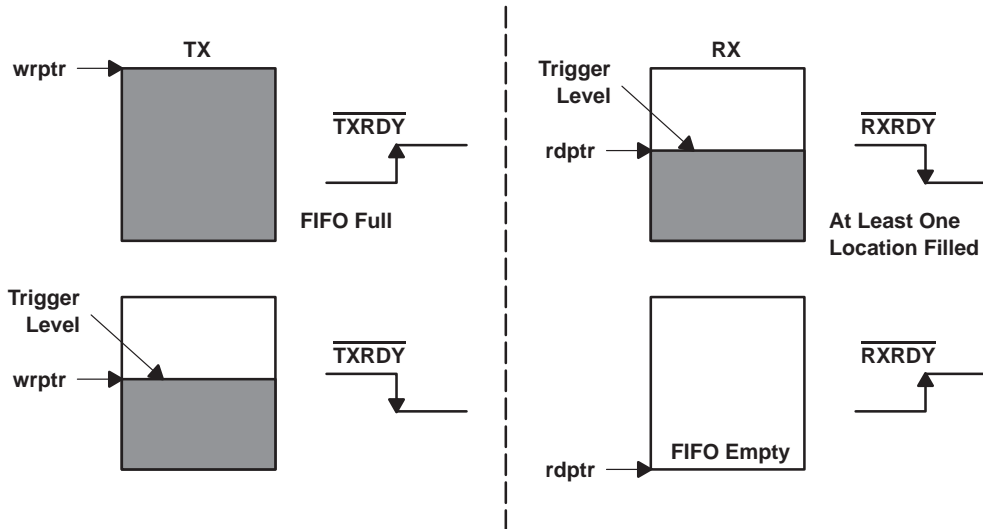 TX
wrptr
TXRDY
FIFO Full
Trigger
Level
TXRDY
wrptr
RX
Trigger
Level
RXRDY
rdptr
At Least One
Location Filled
RXRDY
FIFO Empty
rdptr